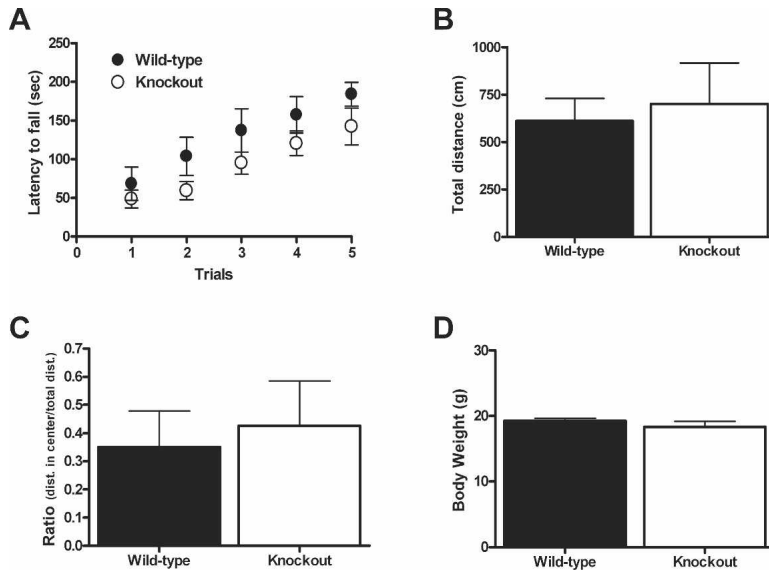 A
Latency to fall (sec)
250
200
150
100
50
0
Wild-type
Knockout
0 1 2 3 4 5
Trials
B
Total distance (cm)
1000
750
500
250
0
Wild-type Knockout
C
Ratio (dist. in center/total dist.)
0.7
0.6
0.5
0.4
0.3
0.2
0.1
0.0
Wild-type Knockout
D
Body Weight (g)
30
20
10
0
Wild-type Knockout